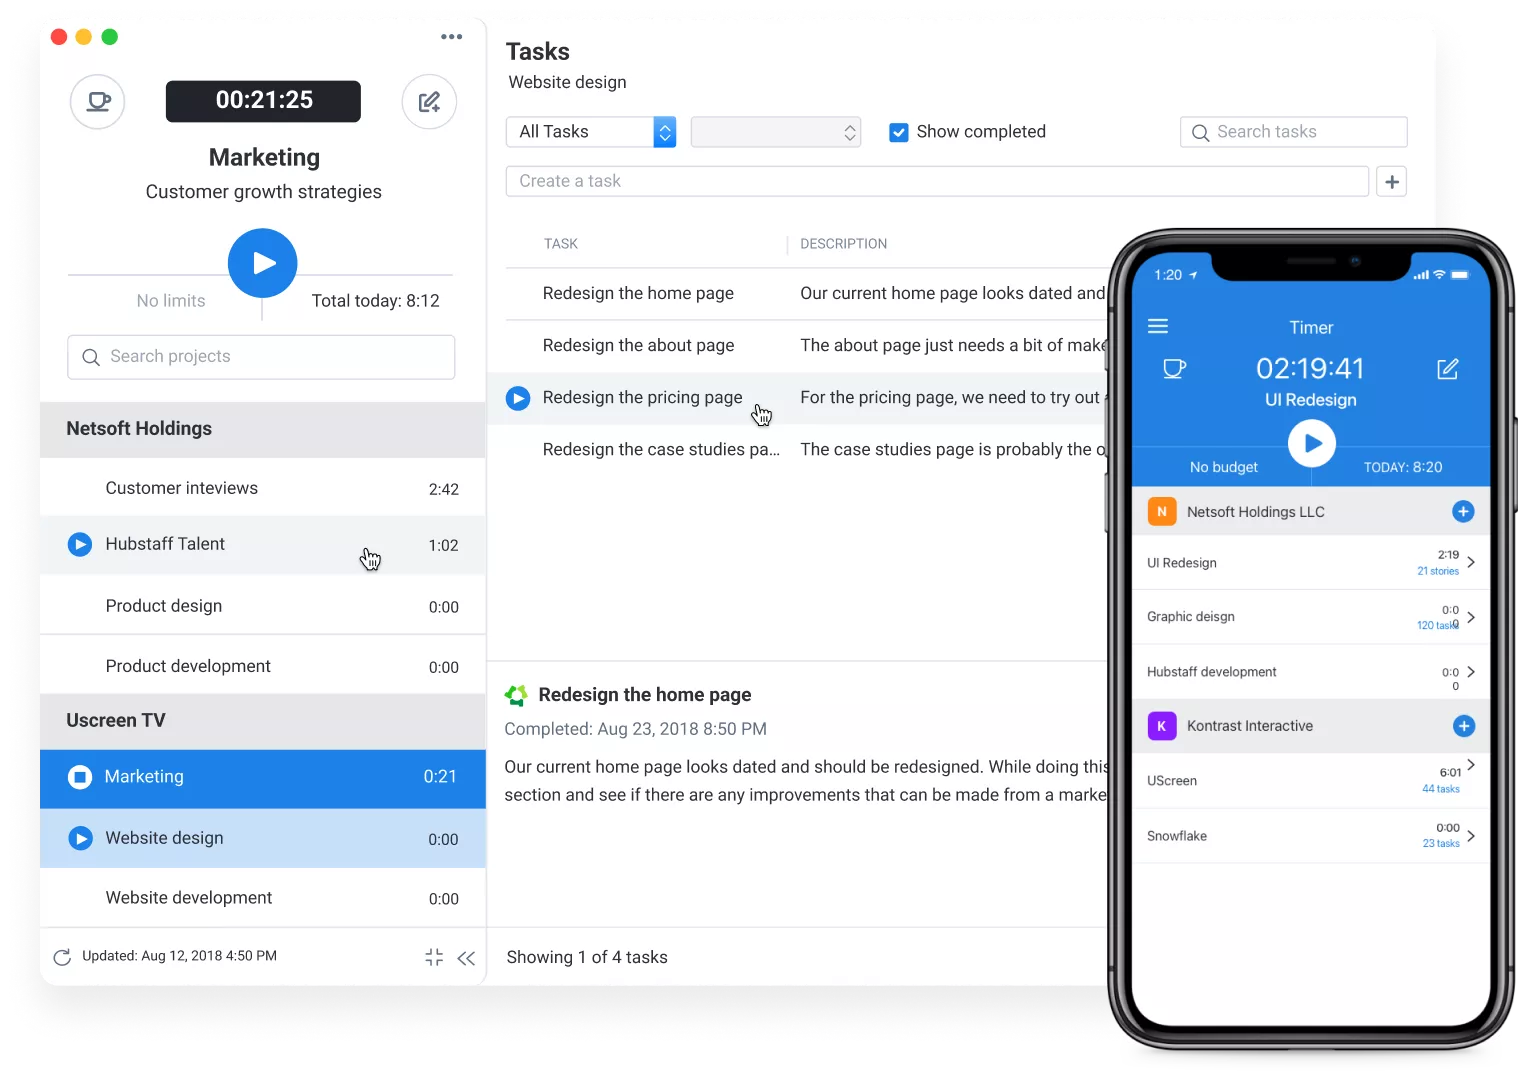 00:21:25
Marketing
Customer growth strategies
No limits
Total today: 8:12
Search projects
Netsoft Holdings
Customer inteviews 2:42
Hubstaff Talent 1:02
Product design 0:00
Product development 0:00
Uscreen TV
Marketing 0:21
Website design 0:00
Website development 0:00
Updated: Aug 12, 2018 4:50 PM
Tasks
Website design
All Tasks
Show completed
Search tasks
Create a task
TASK DESCRIPTION
Redesign the home page Our current home page looks dated and
Redesign the about page The about page just needs a bit of make
Redesign the pricing page For the pricing page, we need to try out
Redesign the case studies pa... The case studies page is probably the o
Redesign the home page
Completed: Aug 23, 2018 8:50 PM
Our current home page looks dated and should be redesigned. While doing this
section and see if there are any improvements that can be made from a marke
Showing 1 of 4 tasks
1:20
Timer
02:19:41
UI Redesign
No budget
TODAY: 8:20
N Netsoft Holdings LLC
UI Redesign 2:19
21 stories
Graphic deisgn 0:0
0
120 tasks
Hubstaff development 0:0
0
K Kontrast Interactive
UScreen 6:01
44 tasks
Snowflake 0:00
23 tasks